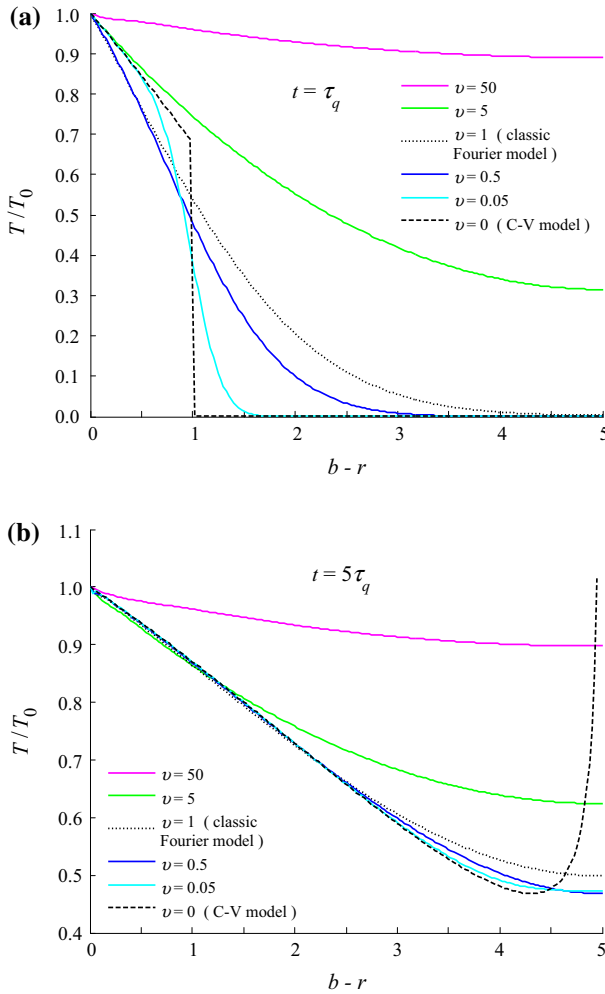 (a)
T/T0
1.0
0.9
0.8
0.7
0.6
0.5
0.4
0.3
0.2
0.1
0.0
t = τq
υ = 50
υ = 5
υ = 1 ( classic
Fourier model )
υ = 0.5
υ = 0.05
υ = 0 ( C-V model )
0 1 2 3 4 5
b - r
(b)
T/T0
1.1
1.0
0.9
0.8
0.7
0.6
0.5
0.4
t = 5τq
υ = 50
υ = 5
υ = 1 ( classic
Fourier model )
υ = 0.5
υ = 0.05
υ = 0 ( C-V model )
0 1 2 3 4 5
b - r